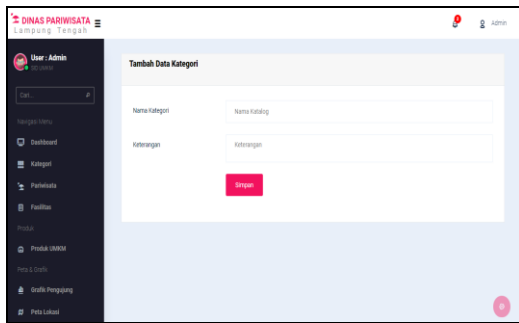 DINAS PARIWISATA
Lampung Tengah
Admin
User : Admin
Cari...
Navigasi Menu
Dashboard
Kategori
Pariwisata
Fasilitas
Produk
Produk UMKM
Peta & Grafik
Grafik Pengujung
Peta Lokasi
Tambah Data Kategori
Nama Kategori
Nama Katalog
Keterangan
Keterangan
Simpan